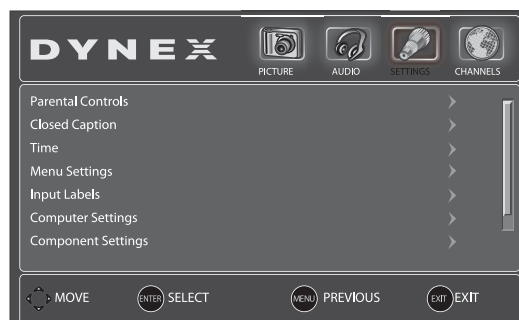 DYNEX
PICTURE AUDIO SETTINGS CHANNELS
Parental Controls
Closed Caption
Time
Menu Settings
Input Labels
Computer Settings
Component Settings
MOVE ENTER SELECT MENU PREVIOUS EXIT EXIT